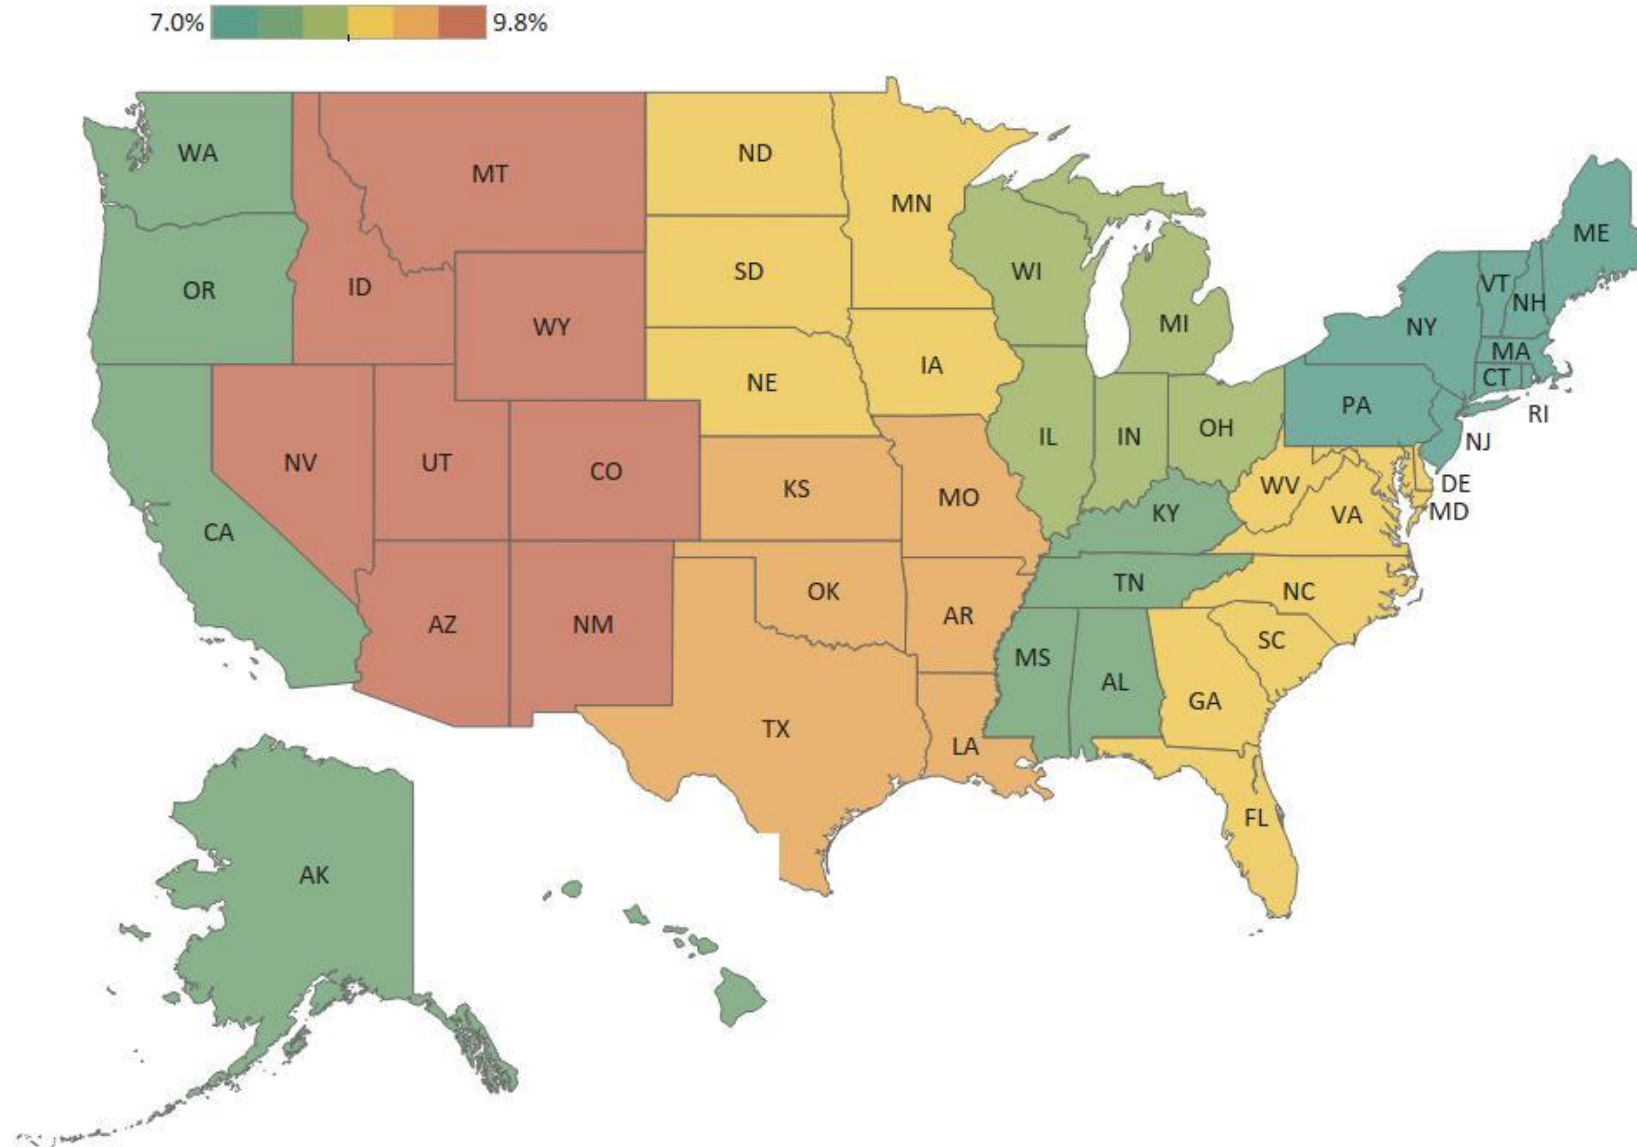 7.0% 9.8%
WA
MT
ND
MN
ME
OR
ID
SD
WI
VT
NH
WY
MI
NY
MA
IA
NE
CT
PA
RI
NV
UT
CO
IL
IN
OH
NJ
KS
MO
WV
DE
CA
KY
VA
MD
OK
TN
NC
AZ
NM
AR
SC
MS
AL
GA
TX
LA
FL
AK